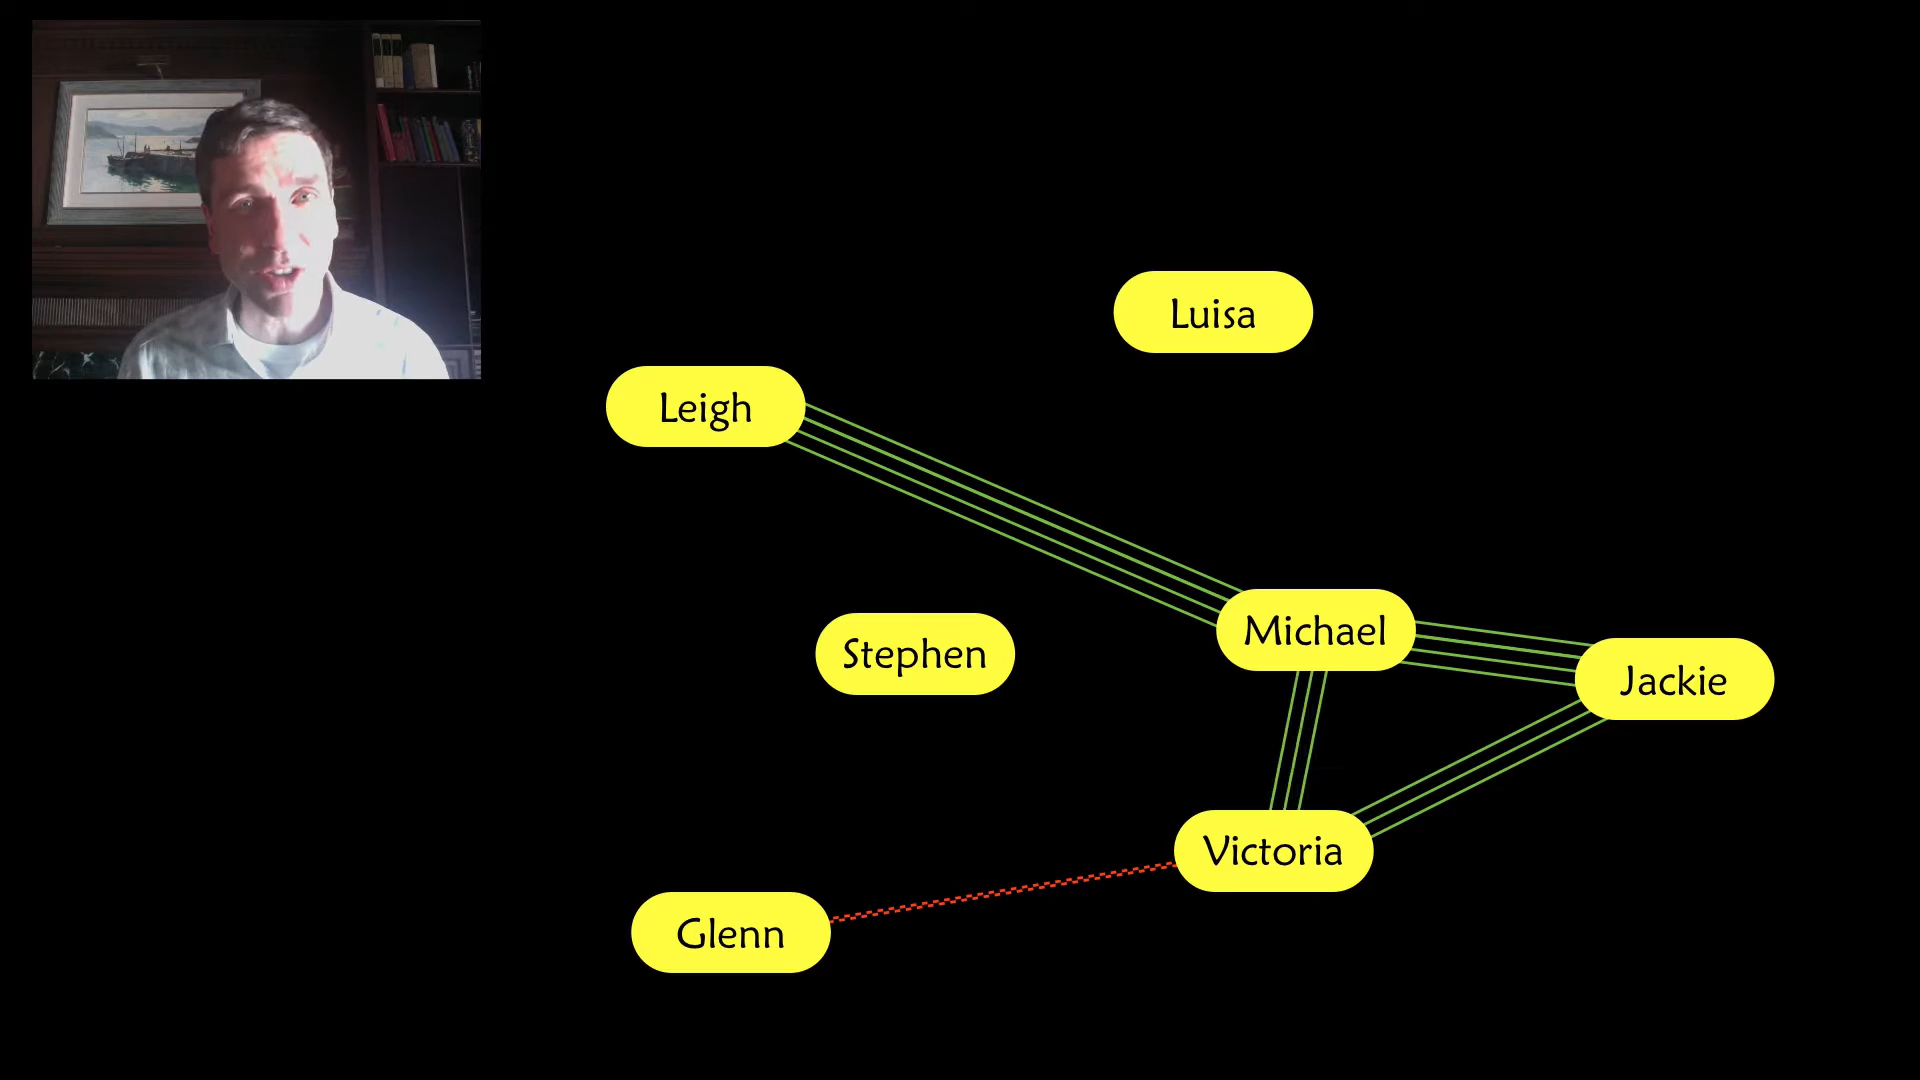 Luisa
Leigh
Michael
Stephen
Jackie
Victoria
Glenn